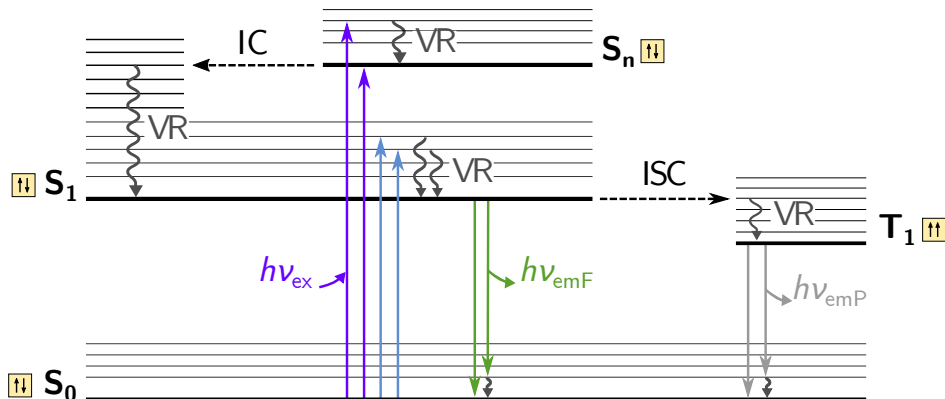 IC
VR
Sₙ ↑↓
VR
VR
S₁ ↑↓
ISC
VR
T₁ ↑↑
hνₑₓ
hνemF
hνemP
S₀ ↑↓